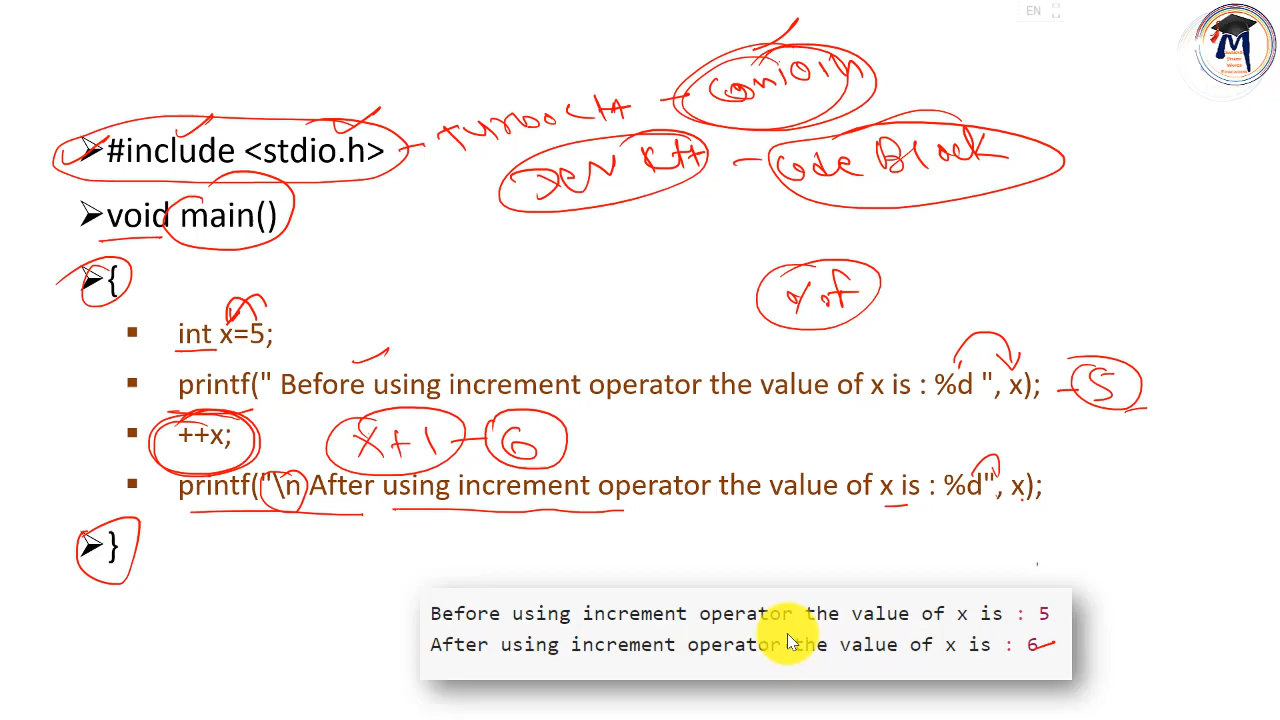 EN
conio.h
#include <stdio.h> - TURBO C++ -
DEV C++ - Code Block
void main()
{
%f
int x=5;
printf(" Before using increment operator the value of x is : %d ", x); - 5
++x; x+1 - 6
printf("\n After using increment operator the value of x is : %d", x);
}
Before using increment operator the value of x is : 5
After using increment operator the value of x is : 6